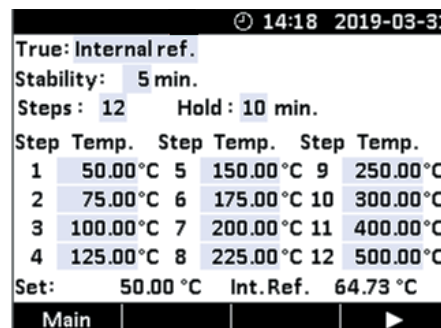 14:18 2019-03-31
True: Internal ref.
Stability: 5 min.
Steps: 12 Hold: 10 min.
Step Temp. Step Temp. Step Temp.
1 50.00°C 5 150.00°C 9 250.00°C
2 75.00°C 6 175.00°C 10 300.00°C
3 100.00°C 7 200.00°C 11 400.00°C
4 125.00°C 8 225.00°C 12 500.00°C
Set: 50.00 °C Int.Ref. 64.73 °C
Main